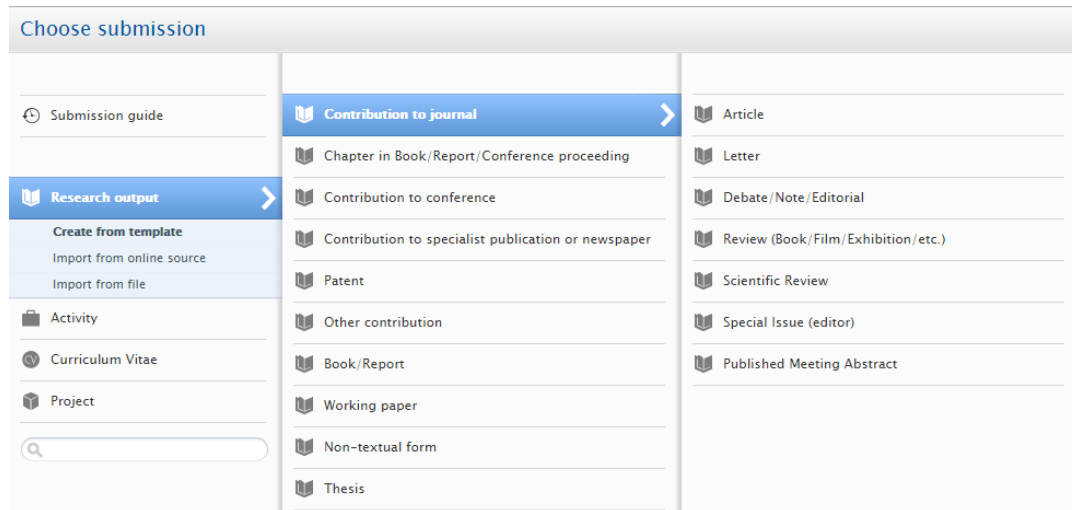 Choose submission
Submission guide
Research output
Create from template
Import from online source
Import from file
Activity
CV
Curriculum Vitae
Project
Contribution to journal
Chapter in Book/Report/Conference proceeding
Contribution to conference
Contribution to specialist publication or newspaper
Patent
Other contribution
Book/Report
Working paper
Non-textual form
Thesis
Article
Letter
Debate/Note/Editorial
Review (Book/Film/Exhibition/etc.)
Scientific Review
Special Issue (editor)
Published Meeting Abstract